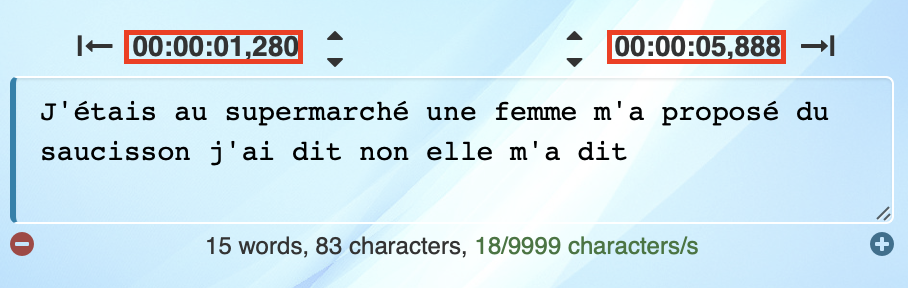 00:00:01,280 00:00:05,888
J'étais au supermarché une femme m'a proposé du
saucisson j'ai dit non elle m'a dit
15 words, 83 characters, 18/9999 characters/s